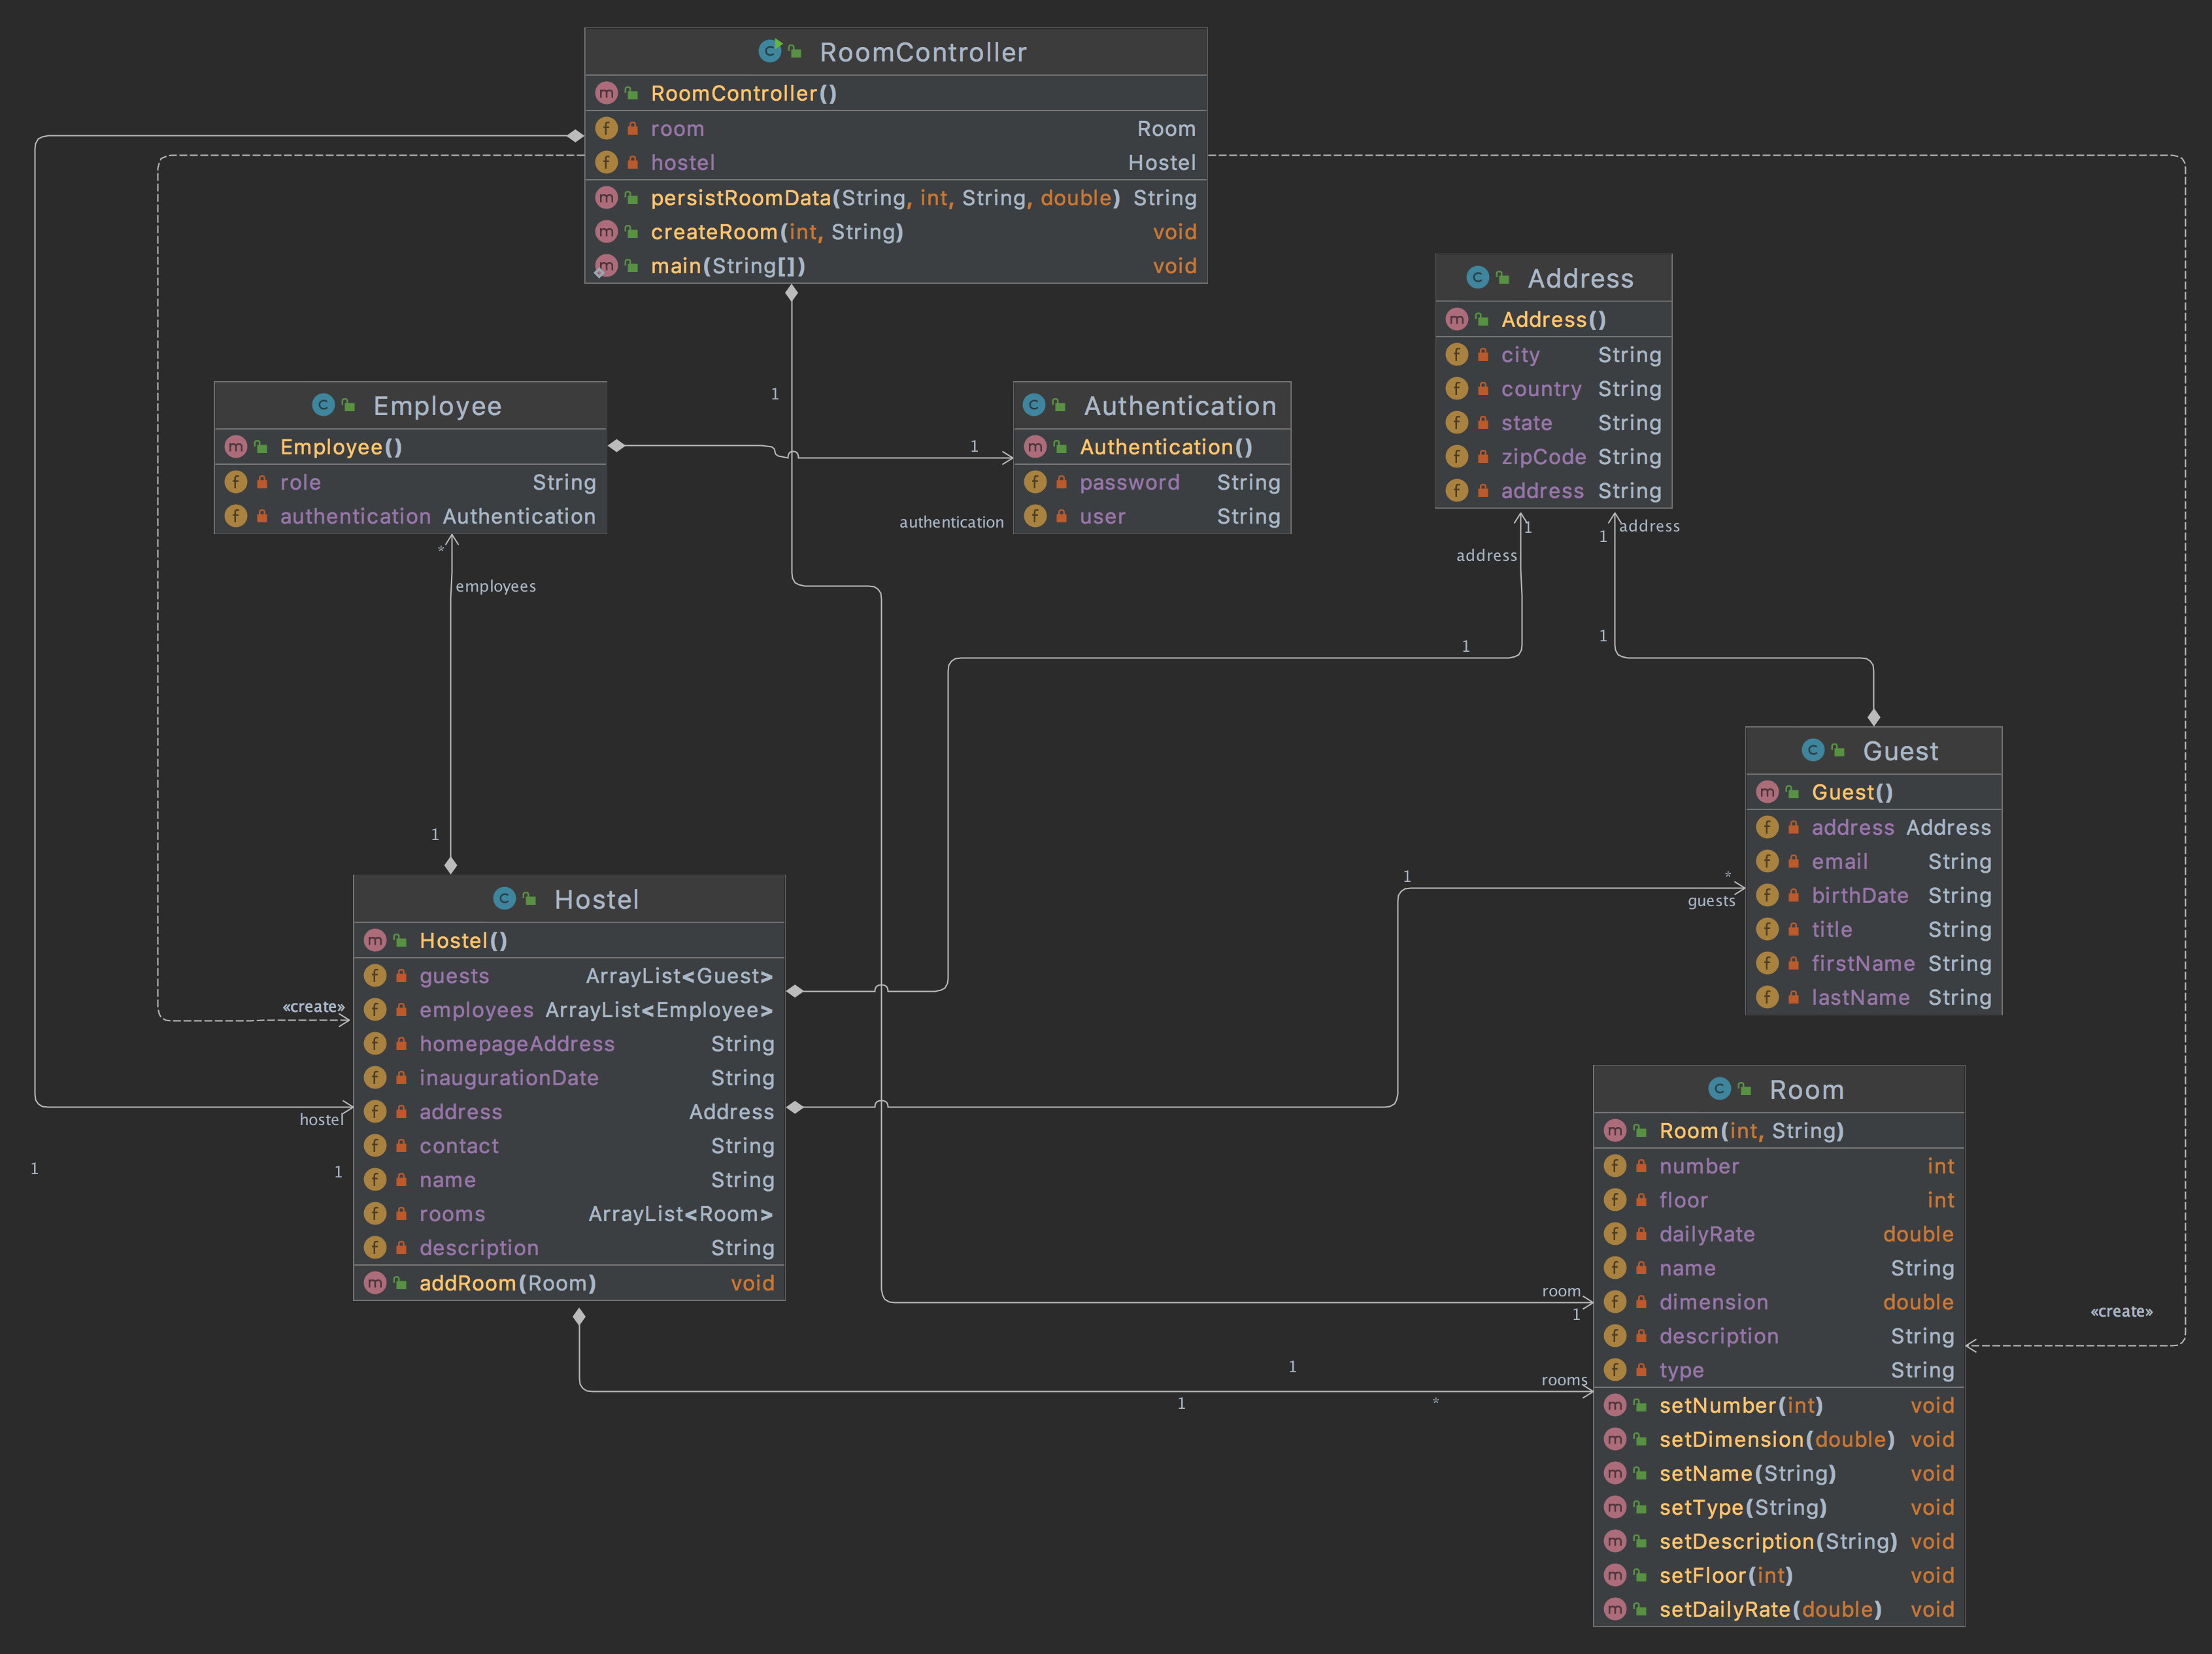 RoomController
RoomController()
room Room
hostel Hostel
persistRoomData(String, int, String, double) String
createRoom(int, String) void
main(String[]) void
Address
Address()
city String
country String
state String
zipCode String
address String
1
Employee
Employee()
role String
authentication Authentication
1
authentication
Authentication
Authentication()
password String
user String
*
employees
1
address
1
address
1
1
1
Guest
Guest()
address Address
email String
birthDate String
title String
firstName String
lastName String
1
Hostel
Hostel()
guests ArrayList<Guest>
employees ArrayList<Employee>
homepageAddress String
inaugurationDate String
address Address
contact String
name String
rooms ArrayList<Room>
description String
addRoom(Room) void
1
*
guests
«create»
hostel
1
1
Room
Room(int, String)
number int
floor int
dailyRate double
name String
dimension double
description String
type String
setNumber(int) void
setDimension(double) void
setName(String) void
setType(String) void
setDescription(String) void
setFloor(int) void
setDailyRate(double) void
room
1
«create»
1
rooms
1
*